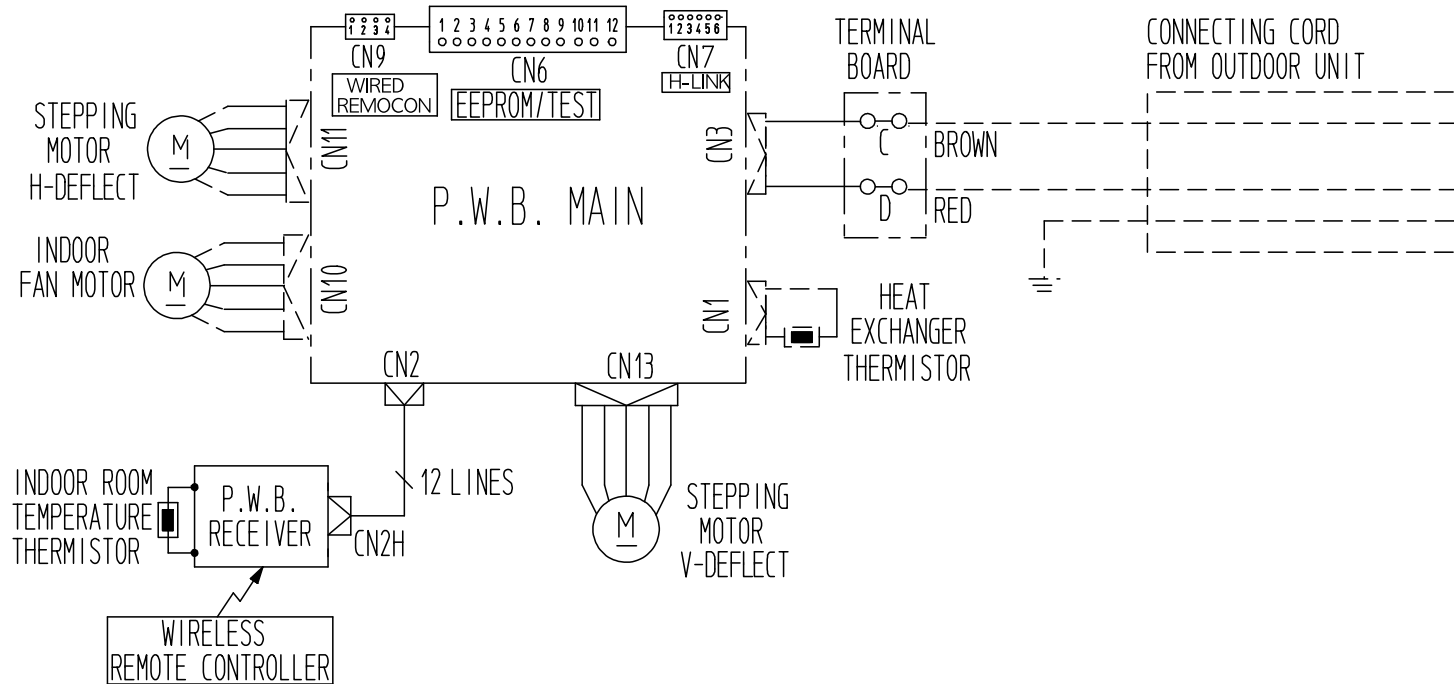 1 2 3 4
CN9
WIRED
REMOCON
1 2 3 4 5 6 7 8 9 10 11 12
CN6
EEPROM/TEST
1 2 3 4 5 6
CN7
H-LINK
TERMINAL
BOARD
CONNECTING CORD
FROM OUTDOOR UNIT
STEPPING
MOTOR
H-DEFLECT
M
CN11
CN3
C
BROWN
D
RED
P.W.B. MAIN
INDOOR
FAN MOTOR
M
CN10
CN1
HEAT
EXCHANGER
THERMISTOR
CN2
CN13
12 LINES
INDOOR ROOM
TEMPERATURE
THERMISTOR
P.W.B.
RECEIVER
CN2H
M
STEPPING
MOTOR
V-DEFLECT
WIRELESS
REMOTE CONTROLLER